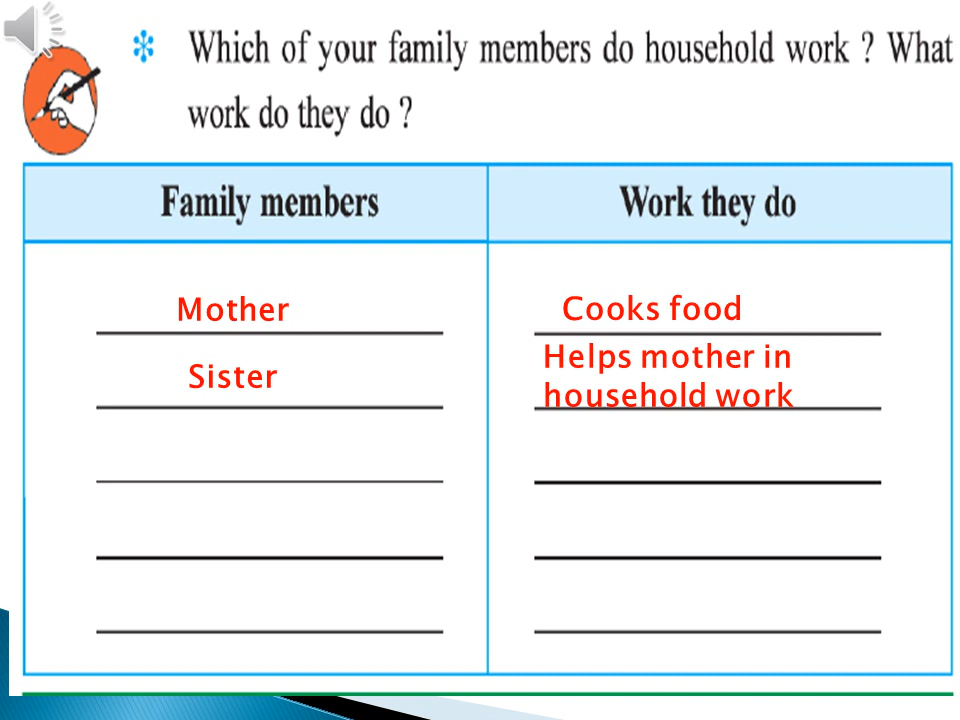 Which of your family members do household work ? What
work do they do ?
Family members
Work they do
Mother
Cooks food
Sister
Helps mother in
household work